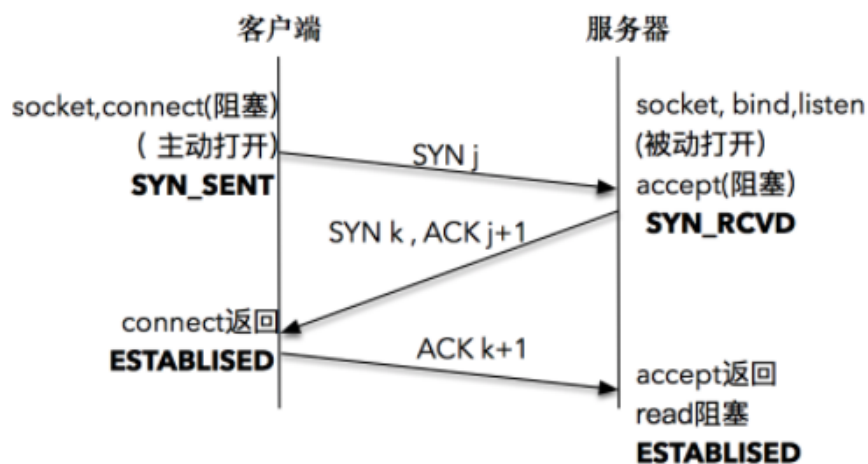 客户端
服务器
socket,connect(阻塞)
( 主动打开)
SYN_SENT
socket, bind,listen
(被动打开)
accept(阻塞)
SYN_RCVD
SYN j
SYN k , ACK j+1
connect返回
ESTABLISED
ACK k+1
accept返回
read阻塞
ESTABLISED